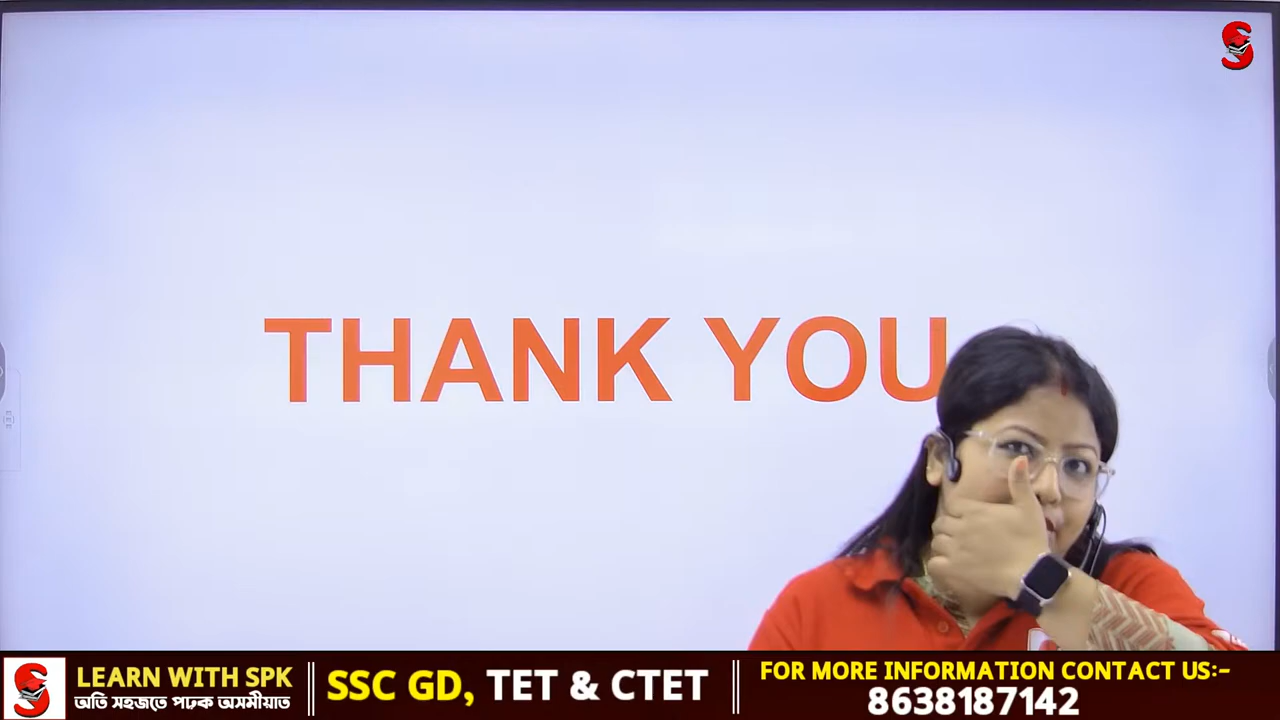 THANK YOU
LEARN WITH SPK
অতি সহজতে পঢ়ক অসমীয়াত
SSC GD, TET & CTET
FOR MORE INFORMATION CONTACT US:-
8638187142